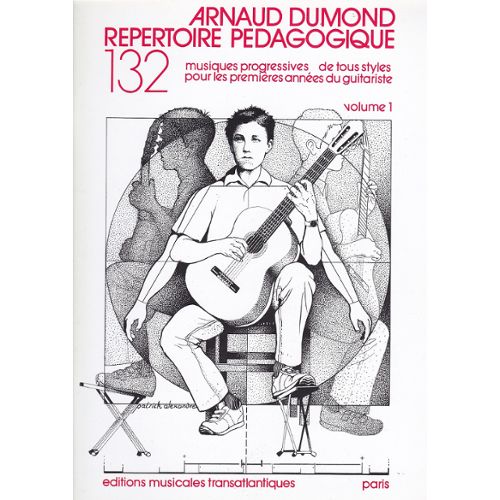 ARNAUD DUMOND
REPERTOIRE PEDAGOGIQUE
132 musiques progressives de tous styles
pour les premières années du guitariste
volume 1
patrick alexandre
editions musicales transatlantiques paris